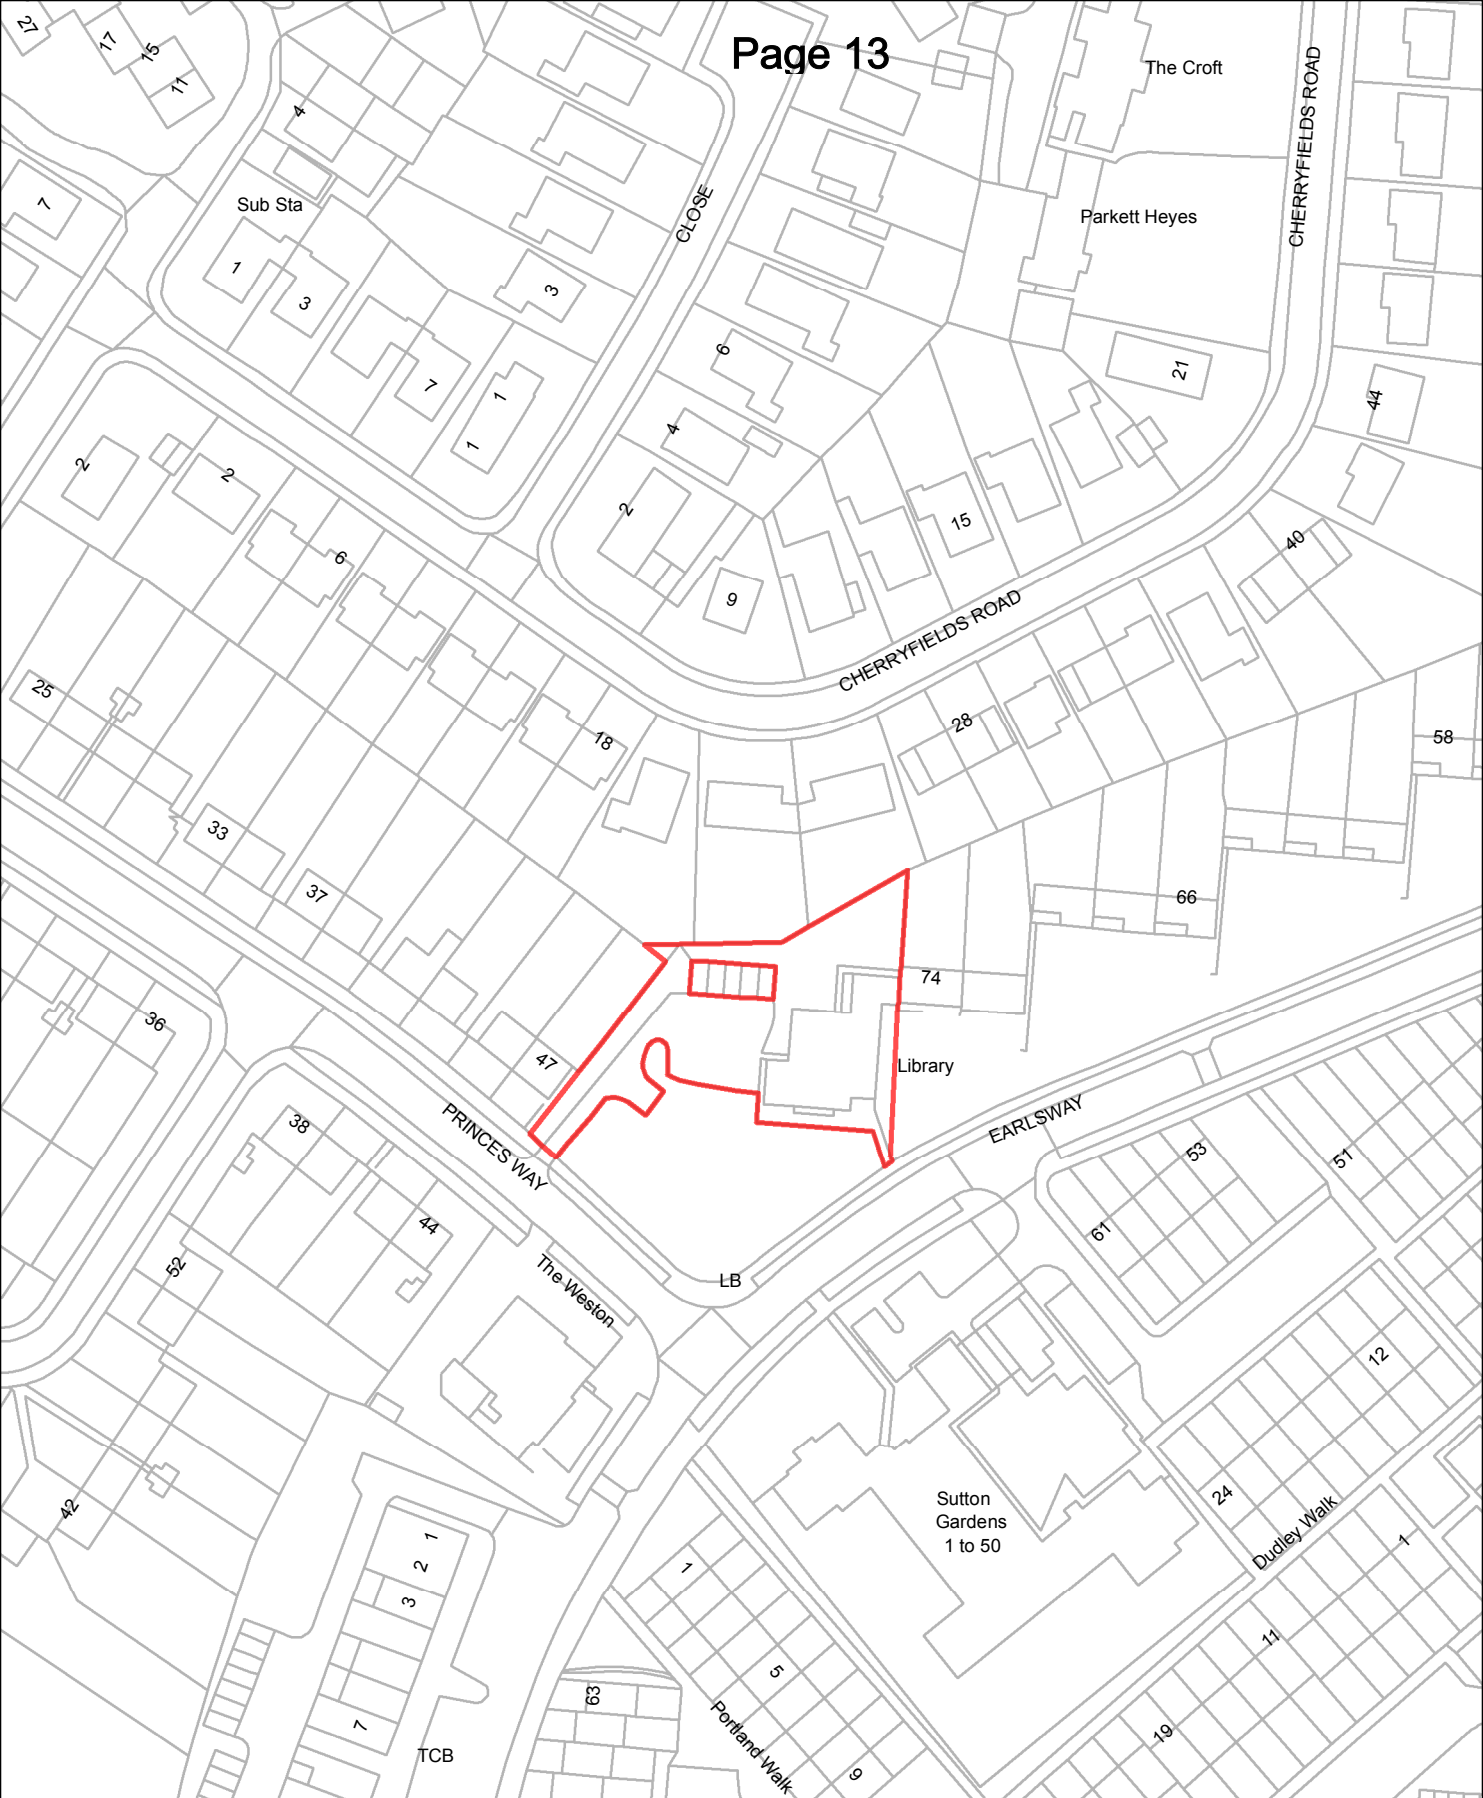 Page 13
27
17
15
11
The Croft
CHERRYFIELDS ROAD
4
7
Sub Sta
CLOSE
Parkett Heyes
1
3
3
6
7
1
1
21
44
2
2
4
2
15
6
9
40
CHERRYFIELDS ROAD
25
18
28
58
33
37
66
74
36
47
Library
PRINCES WAY
EARLSWAY
38
53
51
44
61
52
The Weston
LB
12
42
Sutton
Gardens
1 to 50
24
Dudley Walk
1
1
2
3
1
11
5
63
7
Portland Walk
19
TCB
9